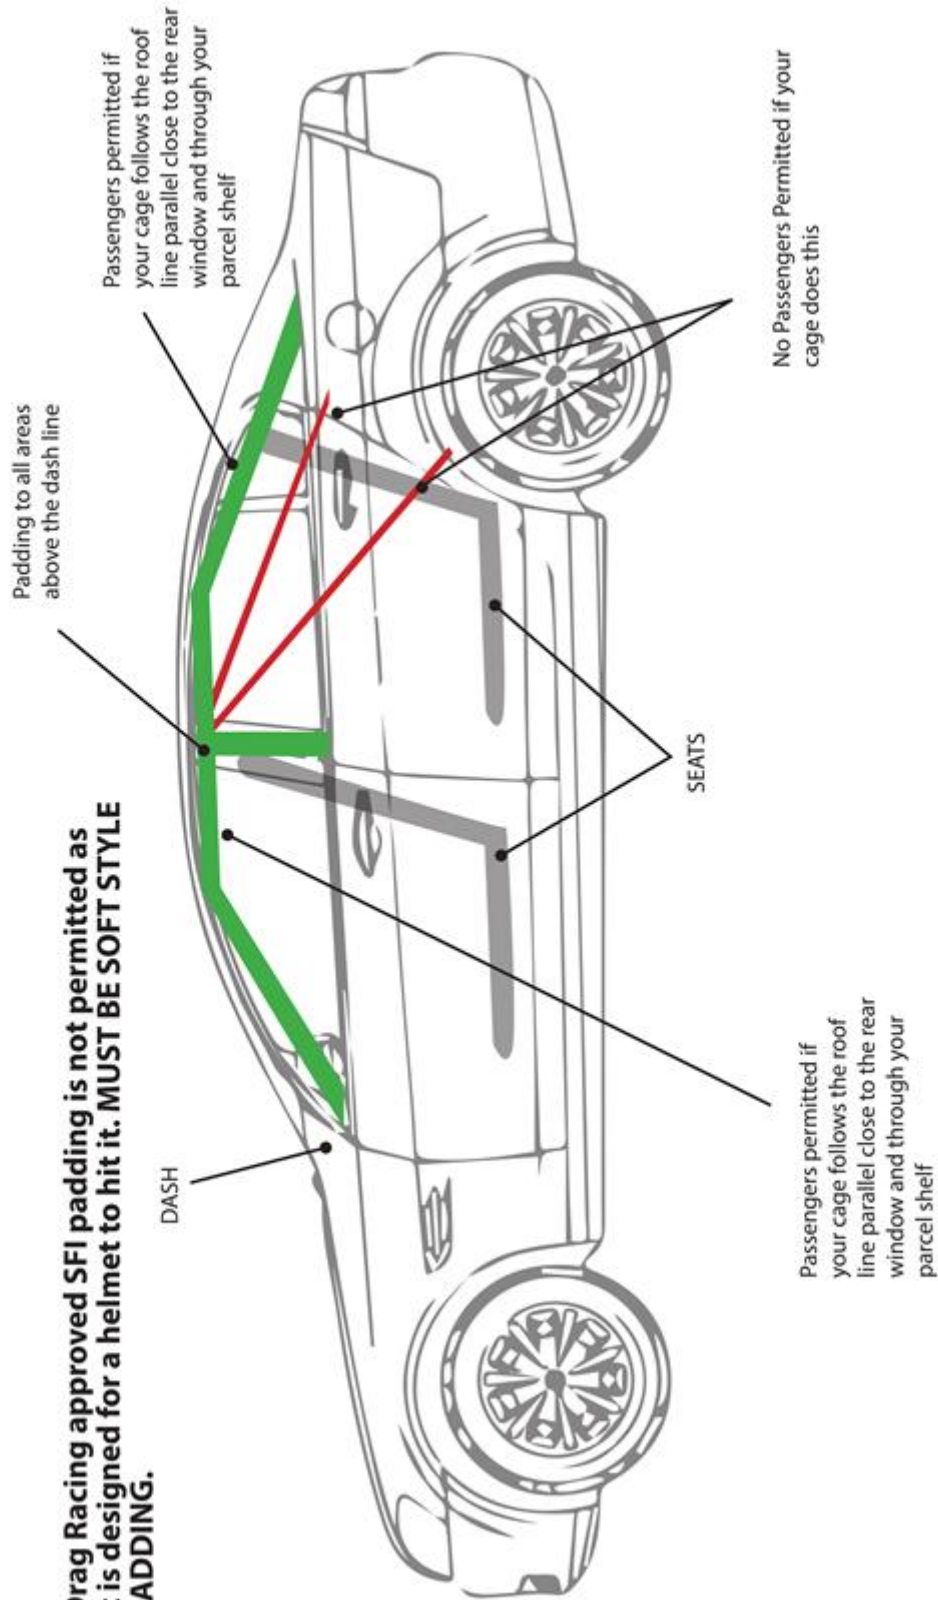 rag Racing approved SFI padding is not permitted as
is designed for a helmet to hit it. MUST BE SOFT STYLE
ADDING.
Padding to all areas
above the dash line
Passengers permitted if
your cage follows the roof
line parallel close to the rear
window and through your
parcel shelf
DASH
SEATS
Passengers permitted if
your cage follows the roof
line parallel close to the rear
window and through your
parcel shelf
No Passengers Permitted if your
cage does this